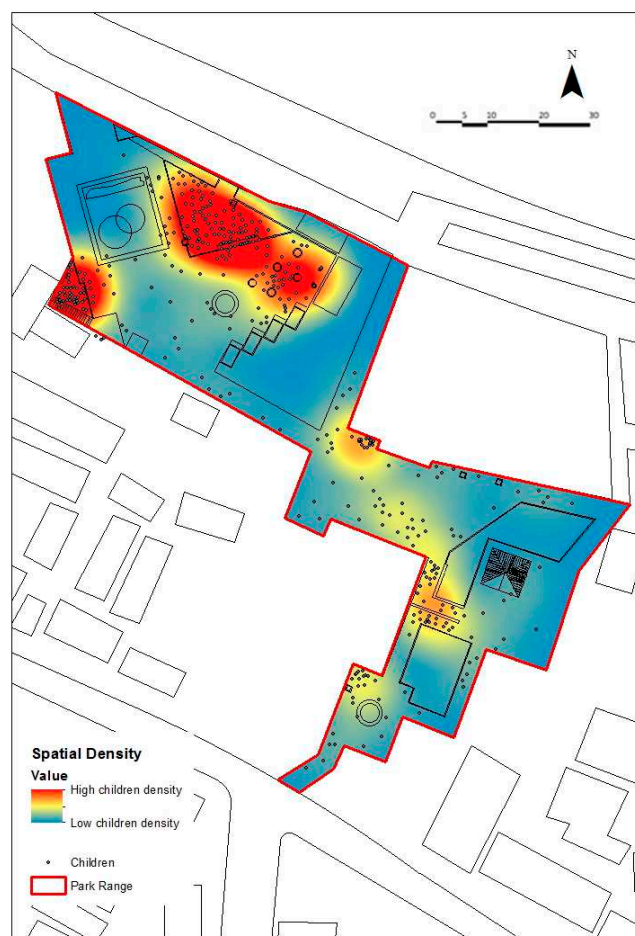 N
0 5 10 20 30
Spatial Density
Value
High children density
Low children density
Children
Park Range